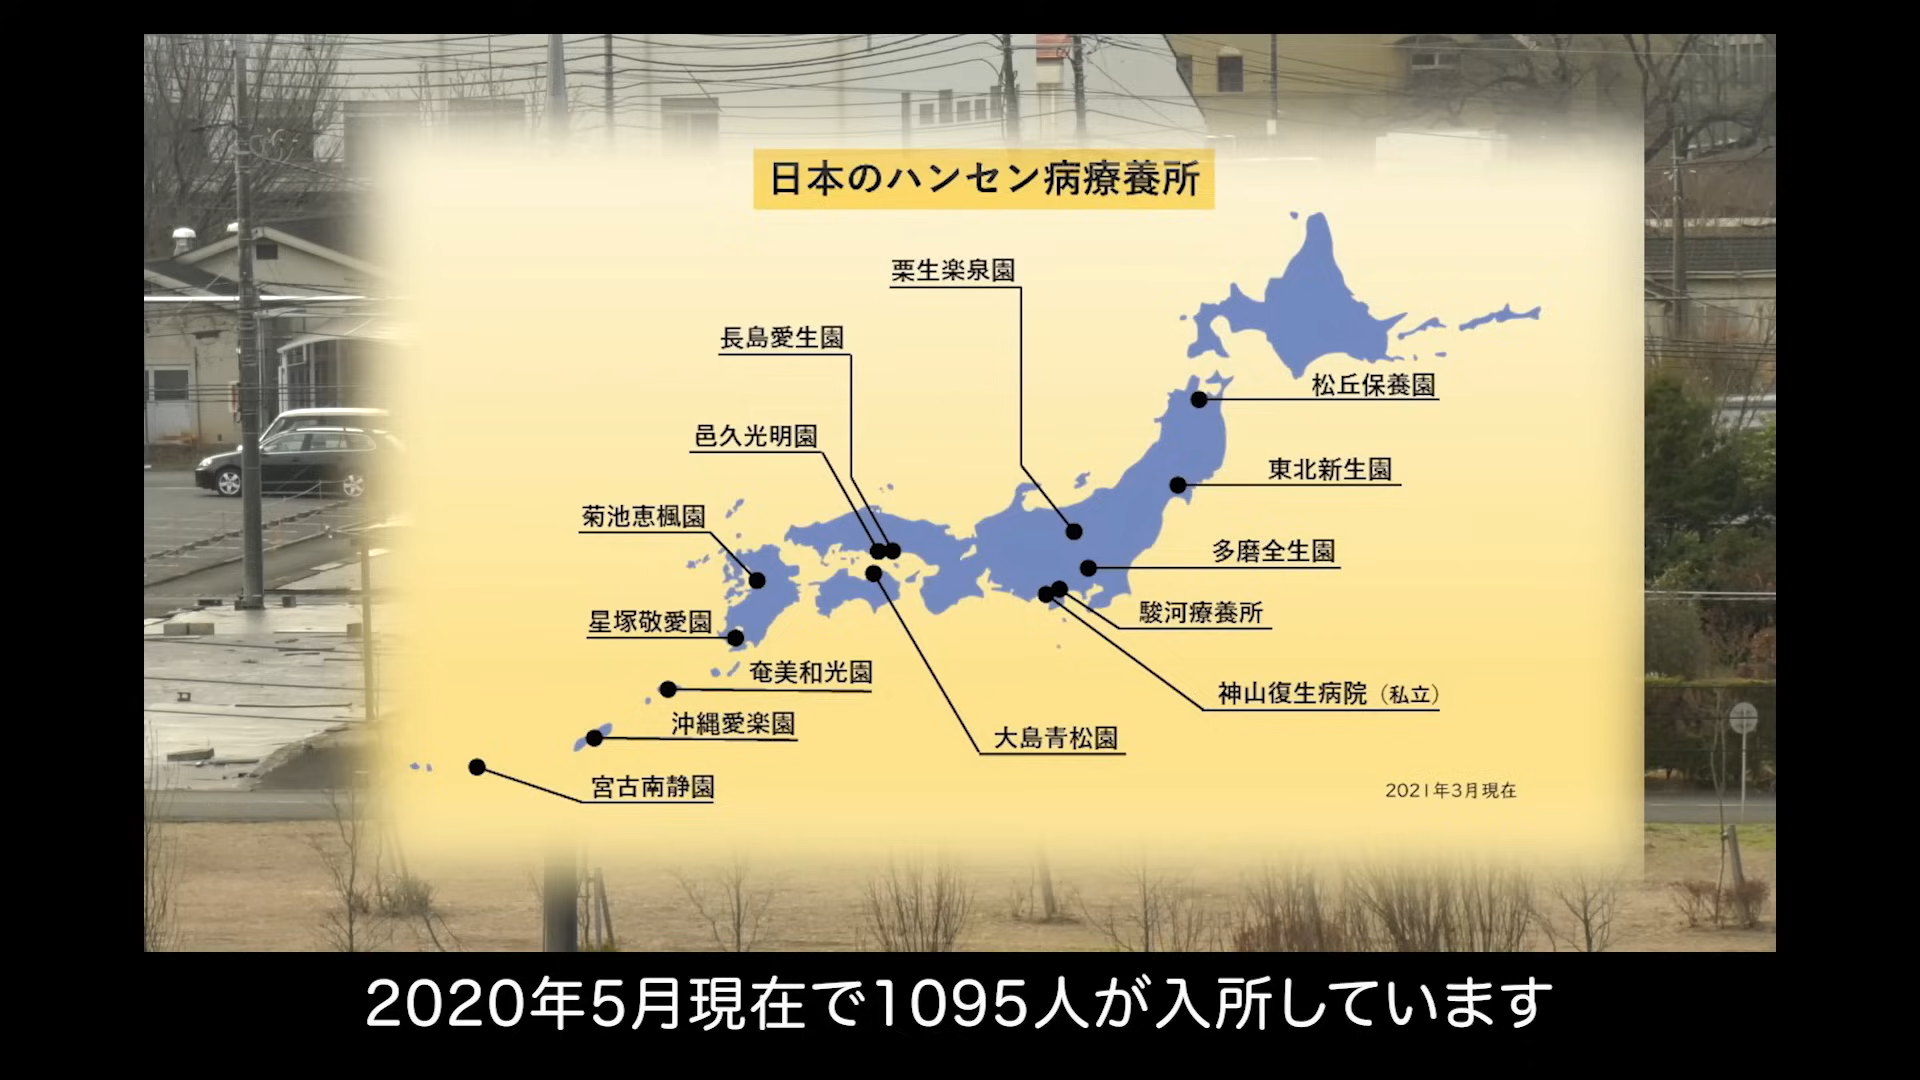 日本のハンセン病療養所
栗生楽泉園
長島愛生園
松丘保養園
邑久光明園
東北新生園
菊池恵楓園
多磨全生園
星塚敬愛園
駿河療養所
奄美和光園
神山復生病院（私立）
沖縄愛楽園
大島青松園
宮古南静園
2021年3月現在
2020年5月現在で1095人が入所しています